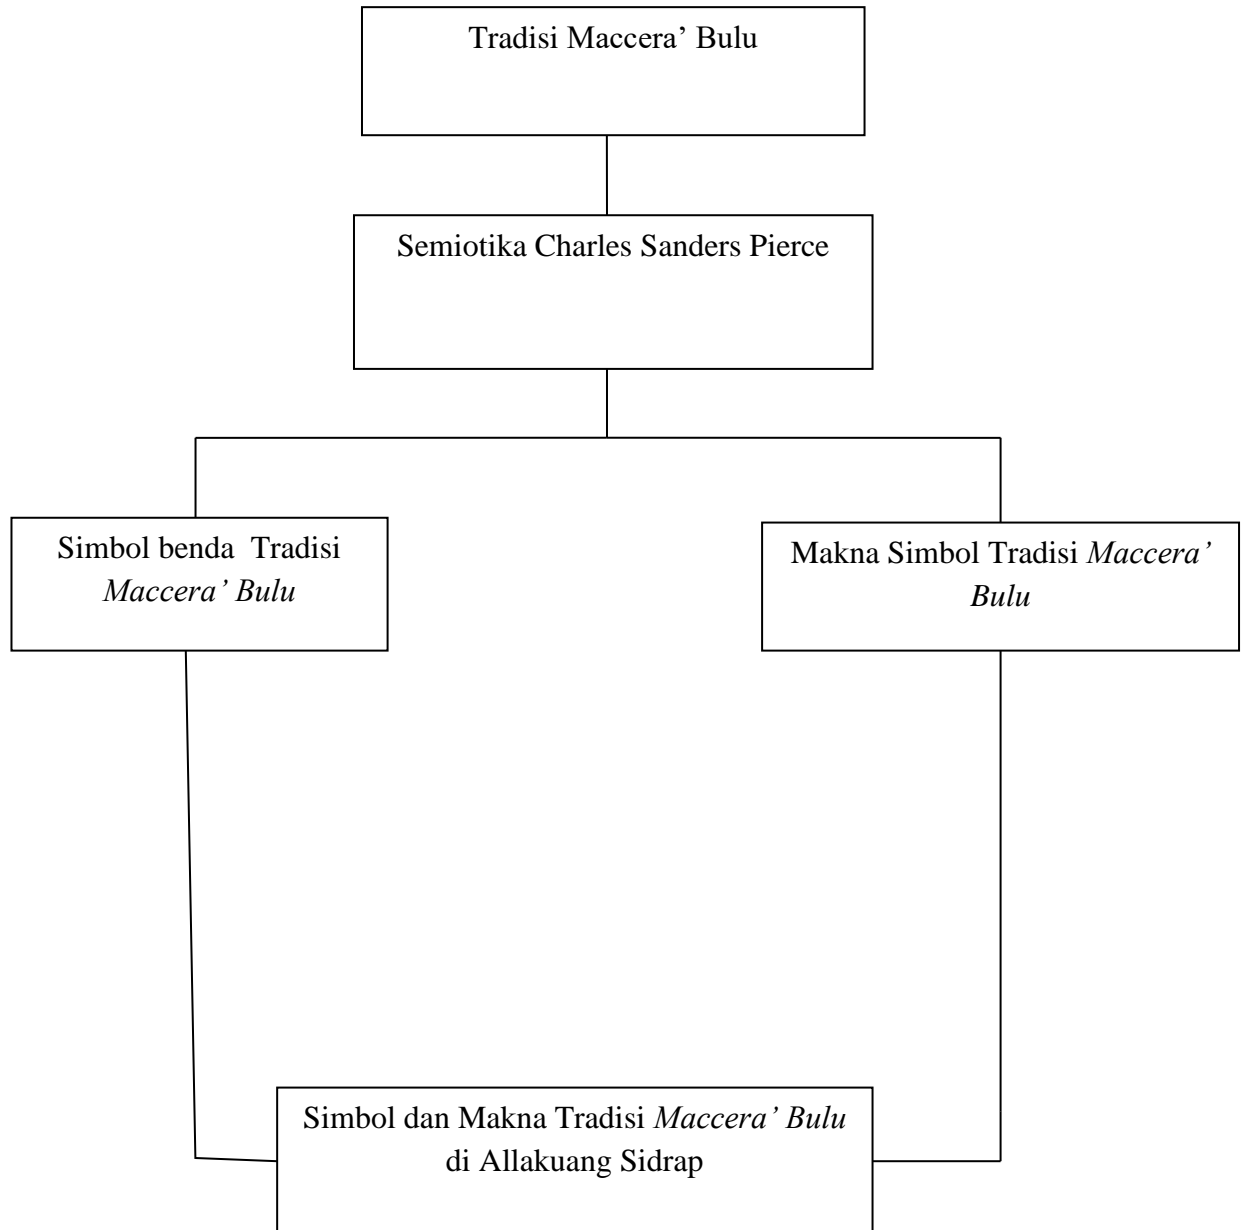 Tradisi Maccera’ Bulu
Semiotika Charles Sanders Pierce
Simbol benda  Tradisi
Maccera’ Bulu
Makna Simbol Tradisi Maccera’
Bulu
Simbol dan Makna Tradisi Maccera’ Bulu
di Allakuang Sidrap